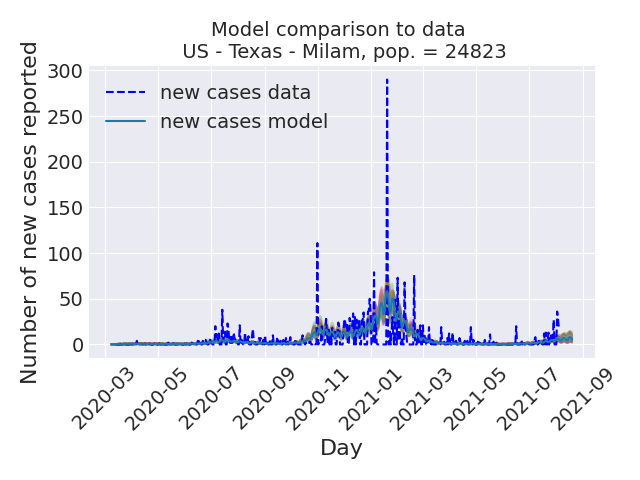 Model comparison to data
US - Texas - Milam, pop. = 24823
Number of new cases reported
300
250
200
150
100
50
0
new cases data
new cases model
2020-03
2020-05
2020-07
2020-09
2020-11
2021-01
2021-03
2021-05
2021-07
2021-09
Day